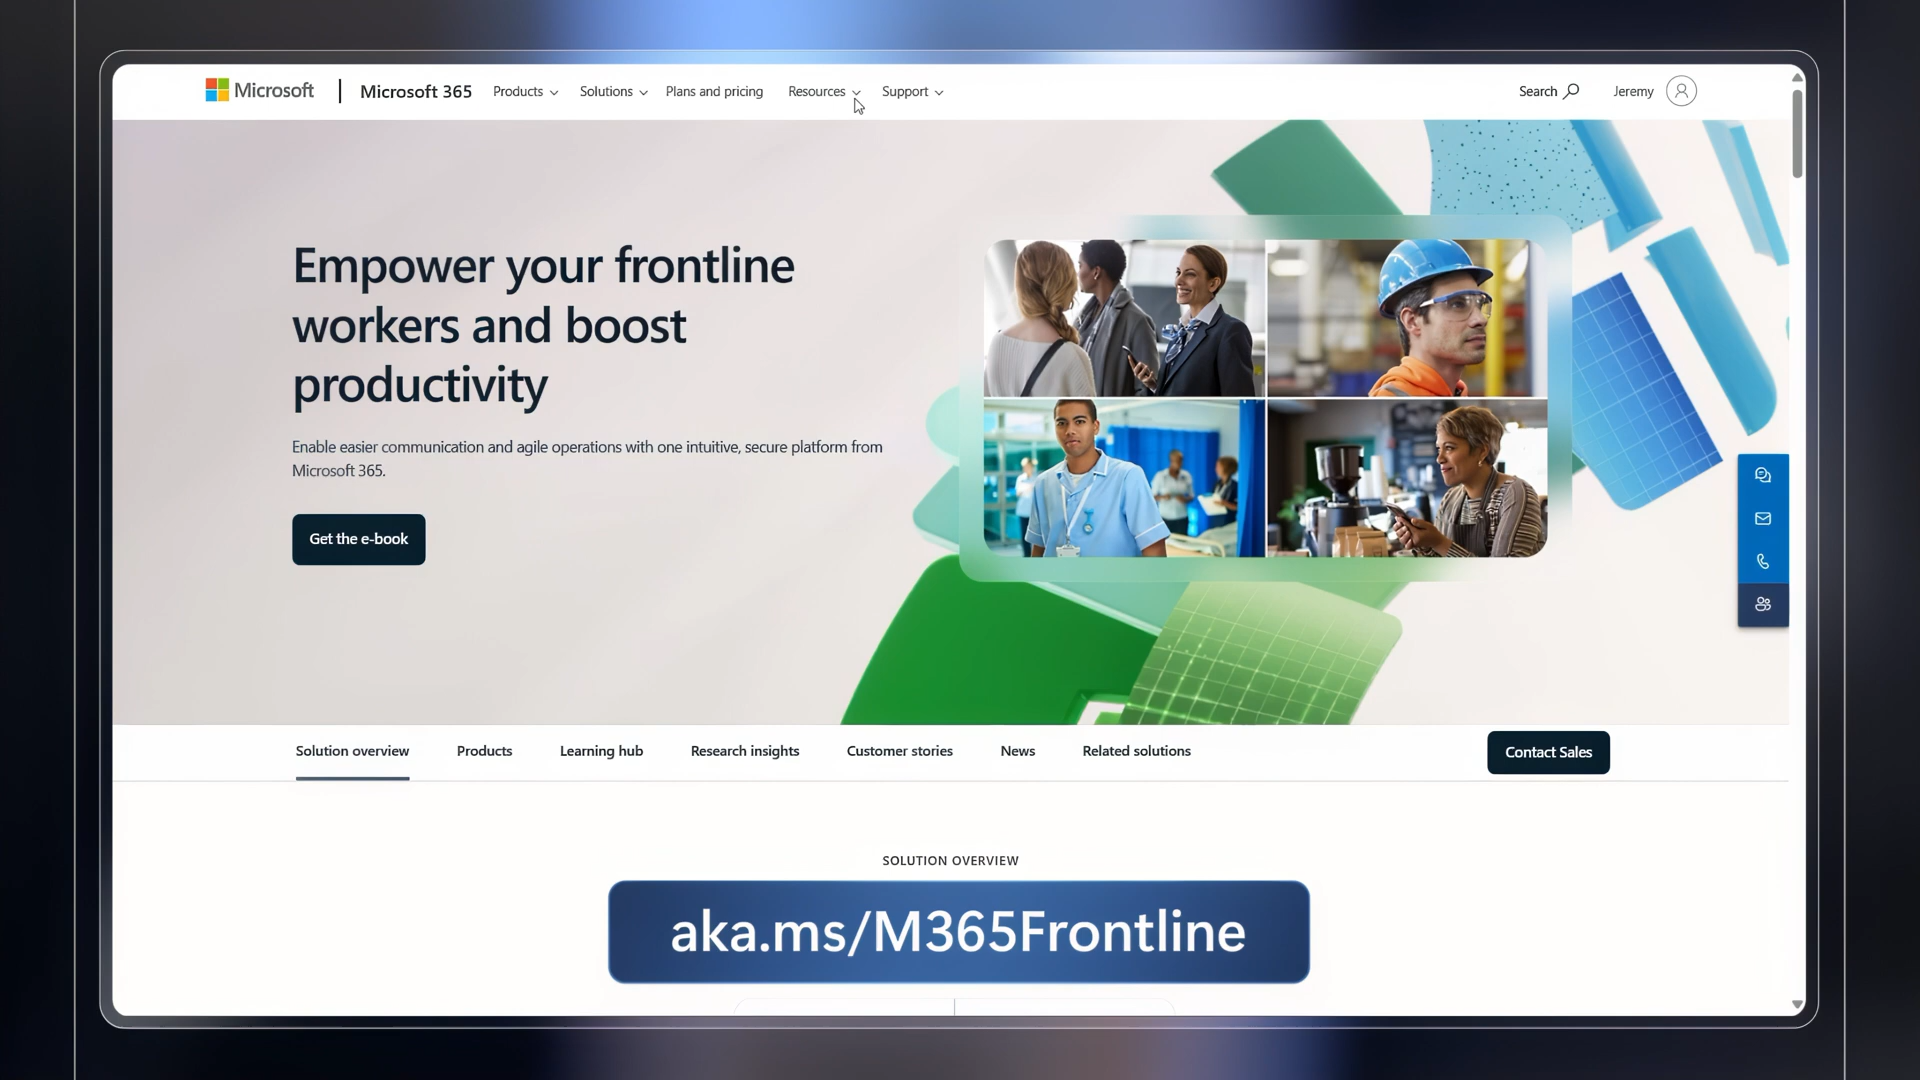 Microsoft | Microsoft 365 Products Solutions Plans and pricing Resources Support Search Jeremy
Empower your frontline
workers and boost
productivity
Enable easier communication and agile operations with one intuitive, secure platform from
Microsoft 365.
Get the e-book
Solution overview Products Learning hub Research insights Customer stories News Related solutions Contact Sales
SOLUTION OVERVIEW
aka.ms/M365Frontline